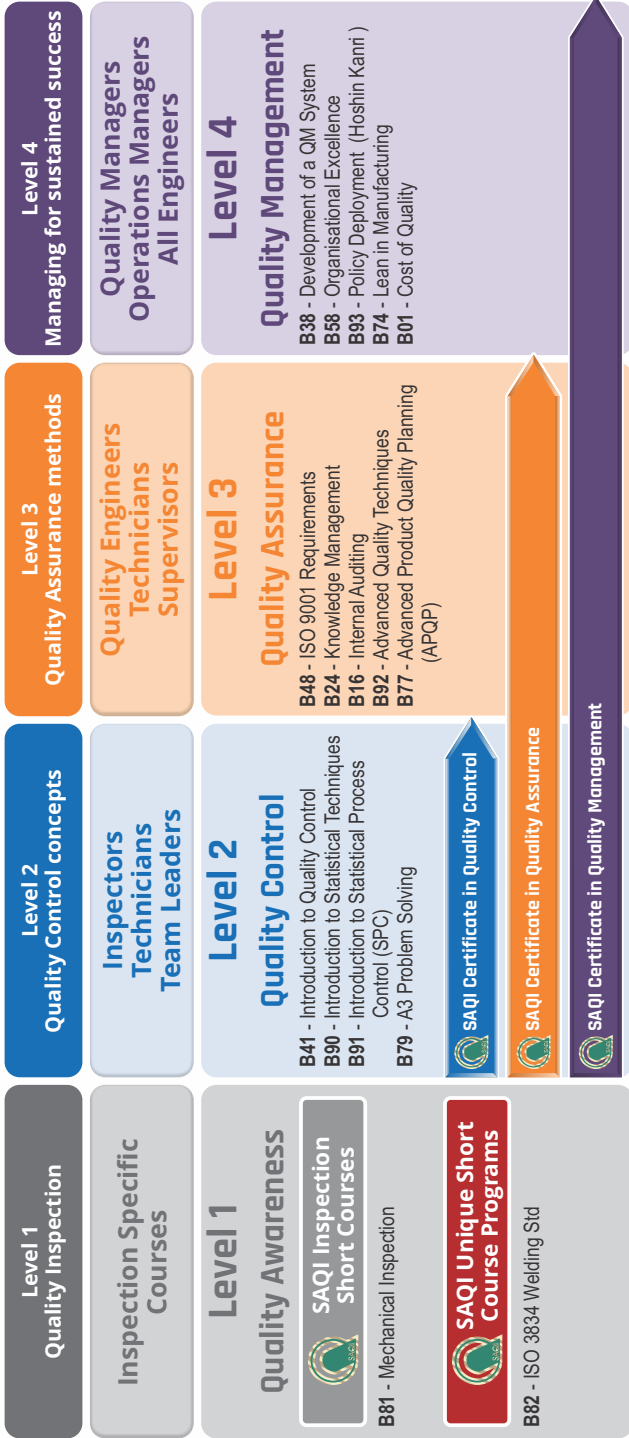 Level 1
Quality Inspection
Inspection Specific
Courses
Level 1
Quality Awareness
SAQI
SAQI Inspection
Short Courses
B81 - Mechanical Inspection
SAQI
SAQI Unique Short
Course Programs
B82 - ISO 3834 Welding Std
Level 2
Quality Control concepts
Inspectors
Technicians
Team Leaders
Level 2
Quality Control
B41 - Introduction to Quality Control
B90 - Introduction to Statistical Techniques
B91 - Introduction to Statistical Process
Control (SPC)
B79 - A3 Problem Solving
Level 3
Quality Assurance methods
Quality Engineers
Technicians
Supervisors
Level 3
Quality Assurance
B48 - ISO 9001 Requirements
B24 - Knowledge Management
B16 - Internal Auditing
B92 - Advanced Quality Techniques
B77 - Advanced Product Quality Planning
(APQP)
Level 4
Managing for sustained success
Quality Managers
Operations Managers
All Engineers
Level 4
Quality Management
B38 - Development of a QM System
B58 - Organisational Excellence
B93 - Policy Deployment (Hoshin Kanri )
B74 - Lean in Manufacturing
B01 - Cost of Quality
SAQI
SAQI Certificate in Quality Control
SAQI
SAQI Certificate in Quality Assurance
SAQI
SAQI Certificate in Quality Management